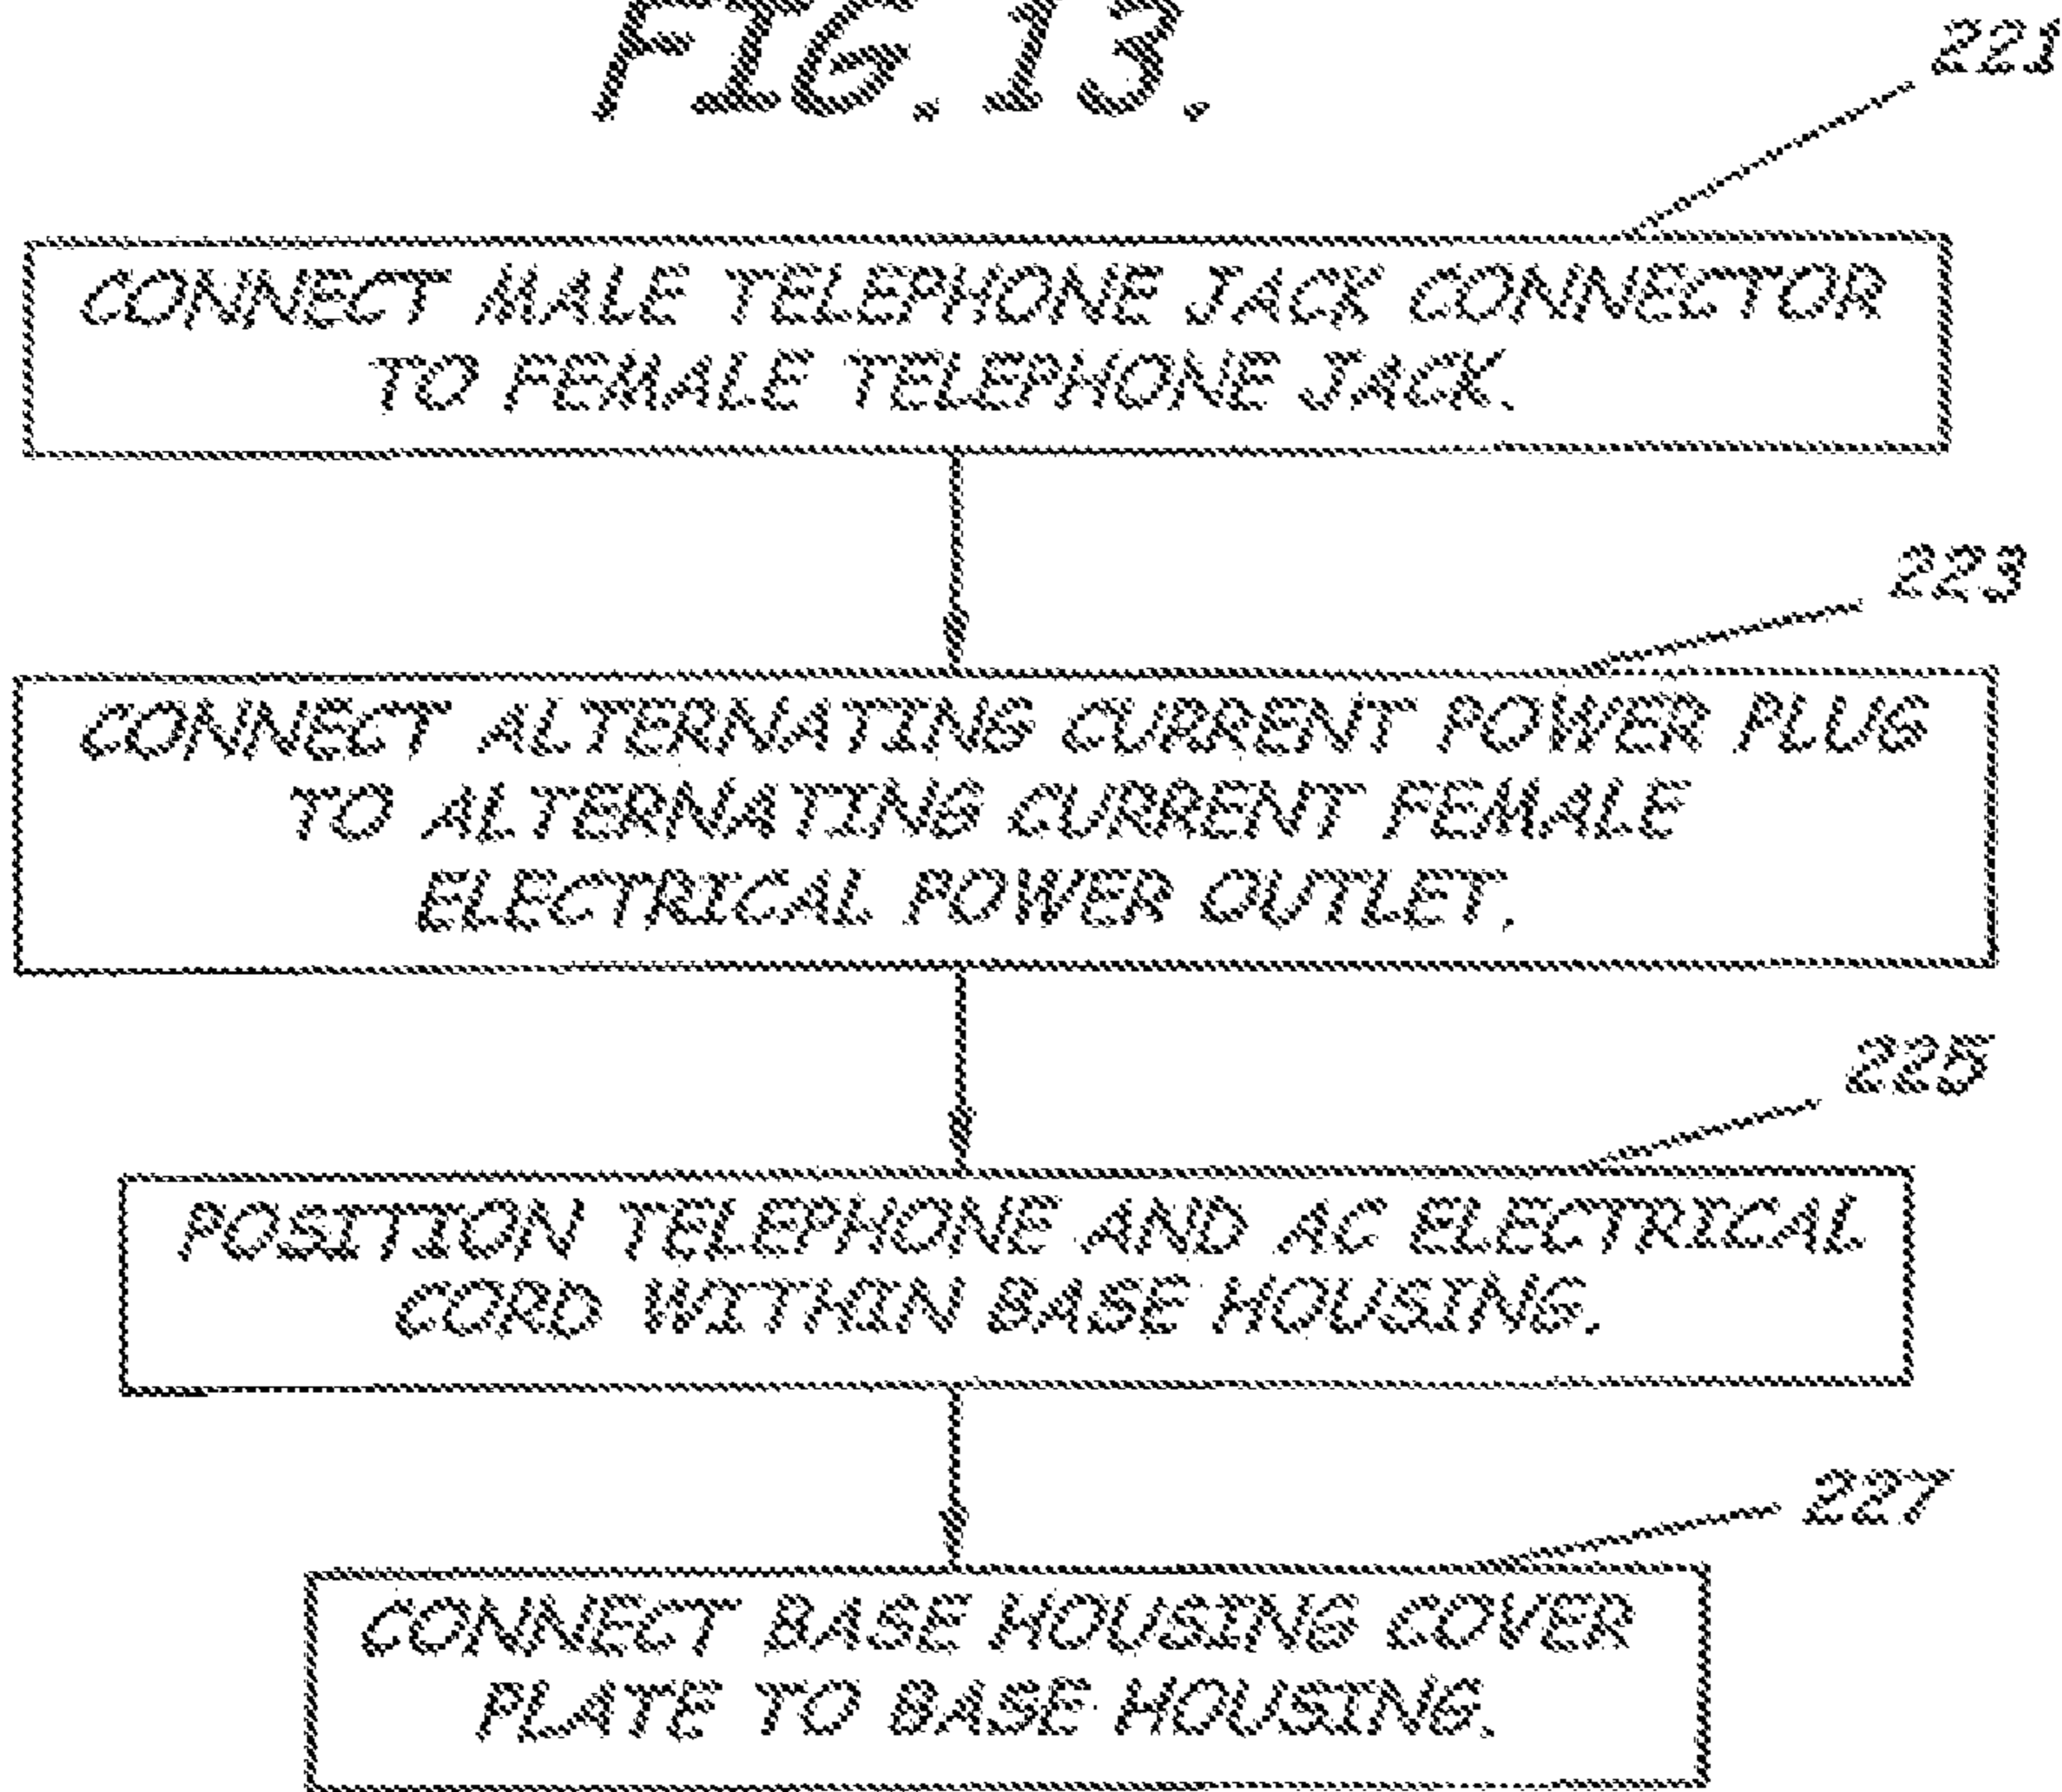 FIG. 13.
221
CONNECT MALE TELEPHONE JACK CONNECTOR
TO FEMALE TELEPHONE JACK.
223
CONNECT ALTERNATING CURRENT POWER PLUG
TO ALTERNATING CURRENT FEMALE
ELECTRICAL POWER OUTLET.
225
POSITION TELEPHONE AND AC ELECTRICAL
CORD WITHIN BASE HOUSING.
227
CONNECT BASE HOUSING COVER
PLATE TO BASE HOUSING.